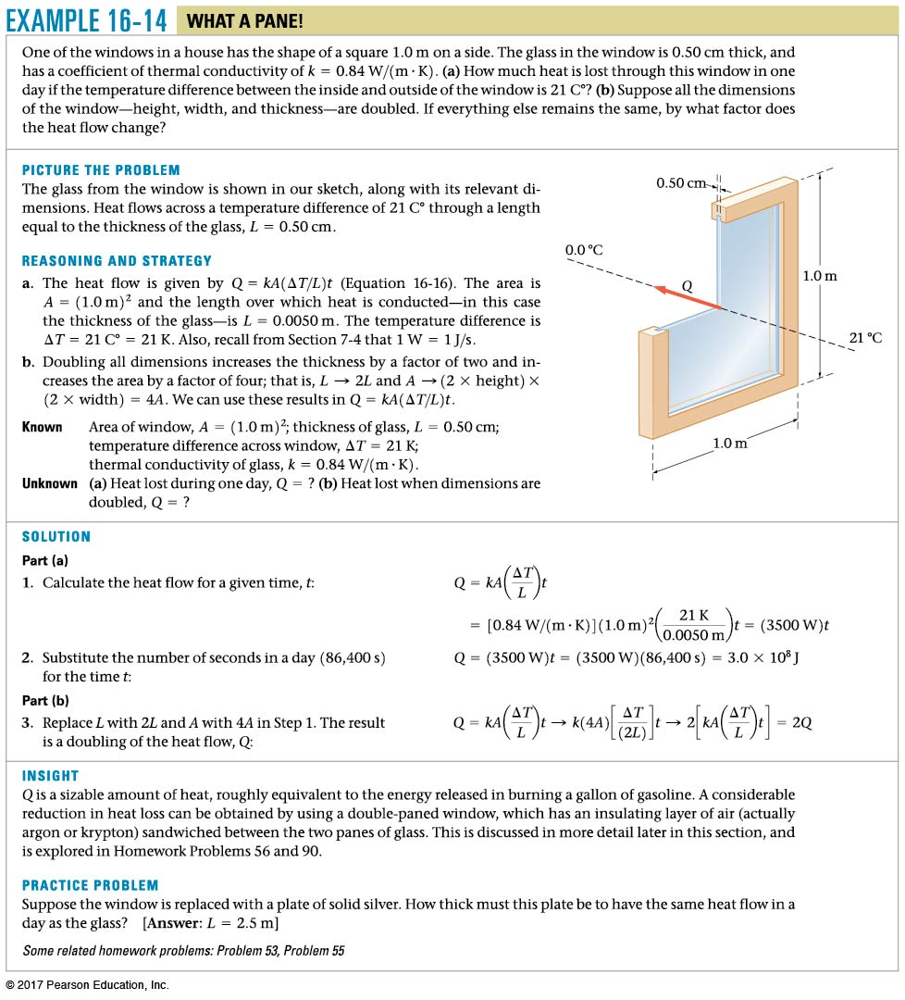 EXAMPLE 16-14 WHAT A PANE!
One of the windows in a house has the shape of a square 1.0 m on a side. The glass in the window is 0.50 cm thick, and
has a coefficient of thermal conductivity of k = 0.84 W/(m · K). (a) How much heat is lost through this window in one
day if the temperature difference between the inside and outside of the window is 21 C°? (b) Suppose all the dimensions
of the window—height, width, and thickness—are doubled. If everything else remains the same, by what factor does
the heat flow change?
PICTURE THE PROBLEM
The glass from the window is shown in our sketch, along with its relevant di-
mensions. Heat flows across a temperature difference of 21 C° through a length
equal to the thickness of the glass, L = 0.50 cm.
REASONING AND STRATEGY
a. The heat flow is given by Q = kA(ΔT/L)t (Equation 16-16). The area is
A = (1.0 m)² and the length over which heat is conducted—in this case
the thickness of the glass—is L = 0.0050 m. The temperature difference is
ΔT = 21 C° = 21 K. Also, recall from Section 7-4 that 1 W = 1 J/s.
b. Doubling all dimensions increases the thickness by a factor of two and in-
creases the area by a factor of four; that is, L → 2L and A → (2 × height) ×
(2 × width) = 4A. We can use these results in Q = kA(ΔT/L)t.
Known Area of window, A = (1.0 m)²; thickness of glass, L = 0.50 cm;
temperature difference across window, ΔT = 21 K;
thermal conductivity of glass, k = 0.84 W/(m · K).
Unknown (a) Heat lost during one day, Q = ? (b) Heat lost when dimensions are
doubled, Q = ?
0.50 cm
0.0 °C
Q
1.0 m
21 °C
1.0 m
SOLUTION
Part (a)
1. Calculate the heat flow for a given time, t:
Q = kA(ΔT/L)t
= [0.84 W/(m · K)](1.0 m)²(21 K/0.0050 m)t = (3500 W)t
2. Substitute the number of seconds in a day (86,400 s)
for the time t:
Q = (3500 W)t = (3500 W)(86,400 s) = 3.0 × 10⁸ J
Part (b)
3. Replace L with 2L and A with 4A in Step 1. The result
is a doubling of the heat flow, Q:
Q = kA(ΔT/L)t → k(4A)[ΔT/(2L)]t → 2[kA(ΔT/L)t] = 2Q
INSIGHT
Q is a sizable amount of heat, roughly equivalent to the energy released in burning a gallon of gasoline. A considerable
reduction in heat loss can be obtained by using a double-paned window, which has an insulating layer of air (actually
argon or krypton) sandwiched between the two panes of glass. This is discussed in more detail later in this section, and
is explored in Homework Problems 56 and 90.
PRACTICE PROBLEM
Suppose the window is replaced with a plate of solid silver. How thick must this plate be to have the same heat flow in a
day as the glass? [Answer: L = 2.5 m]
Some related homework problems: Problem 53, Problem 55
© 2017 Pearson Education, Inc.